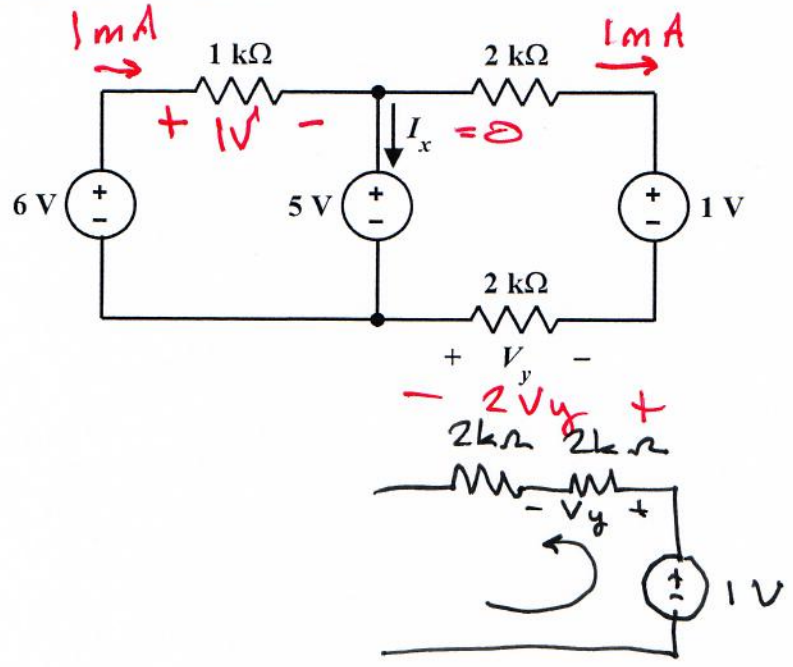 1mA 1mA
1 kΩ 2 kΩ
+ 1V - Ix = 0
6 V + - 5 V + - + - 1 V
2 kΩ
+ Vy -
- 2Vy +
2kΩ 2kΩ
- Vy +
+ - 1V